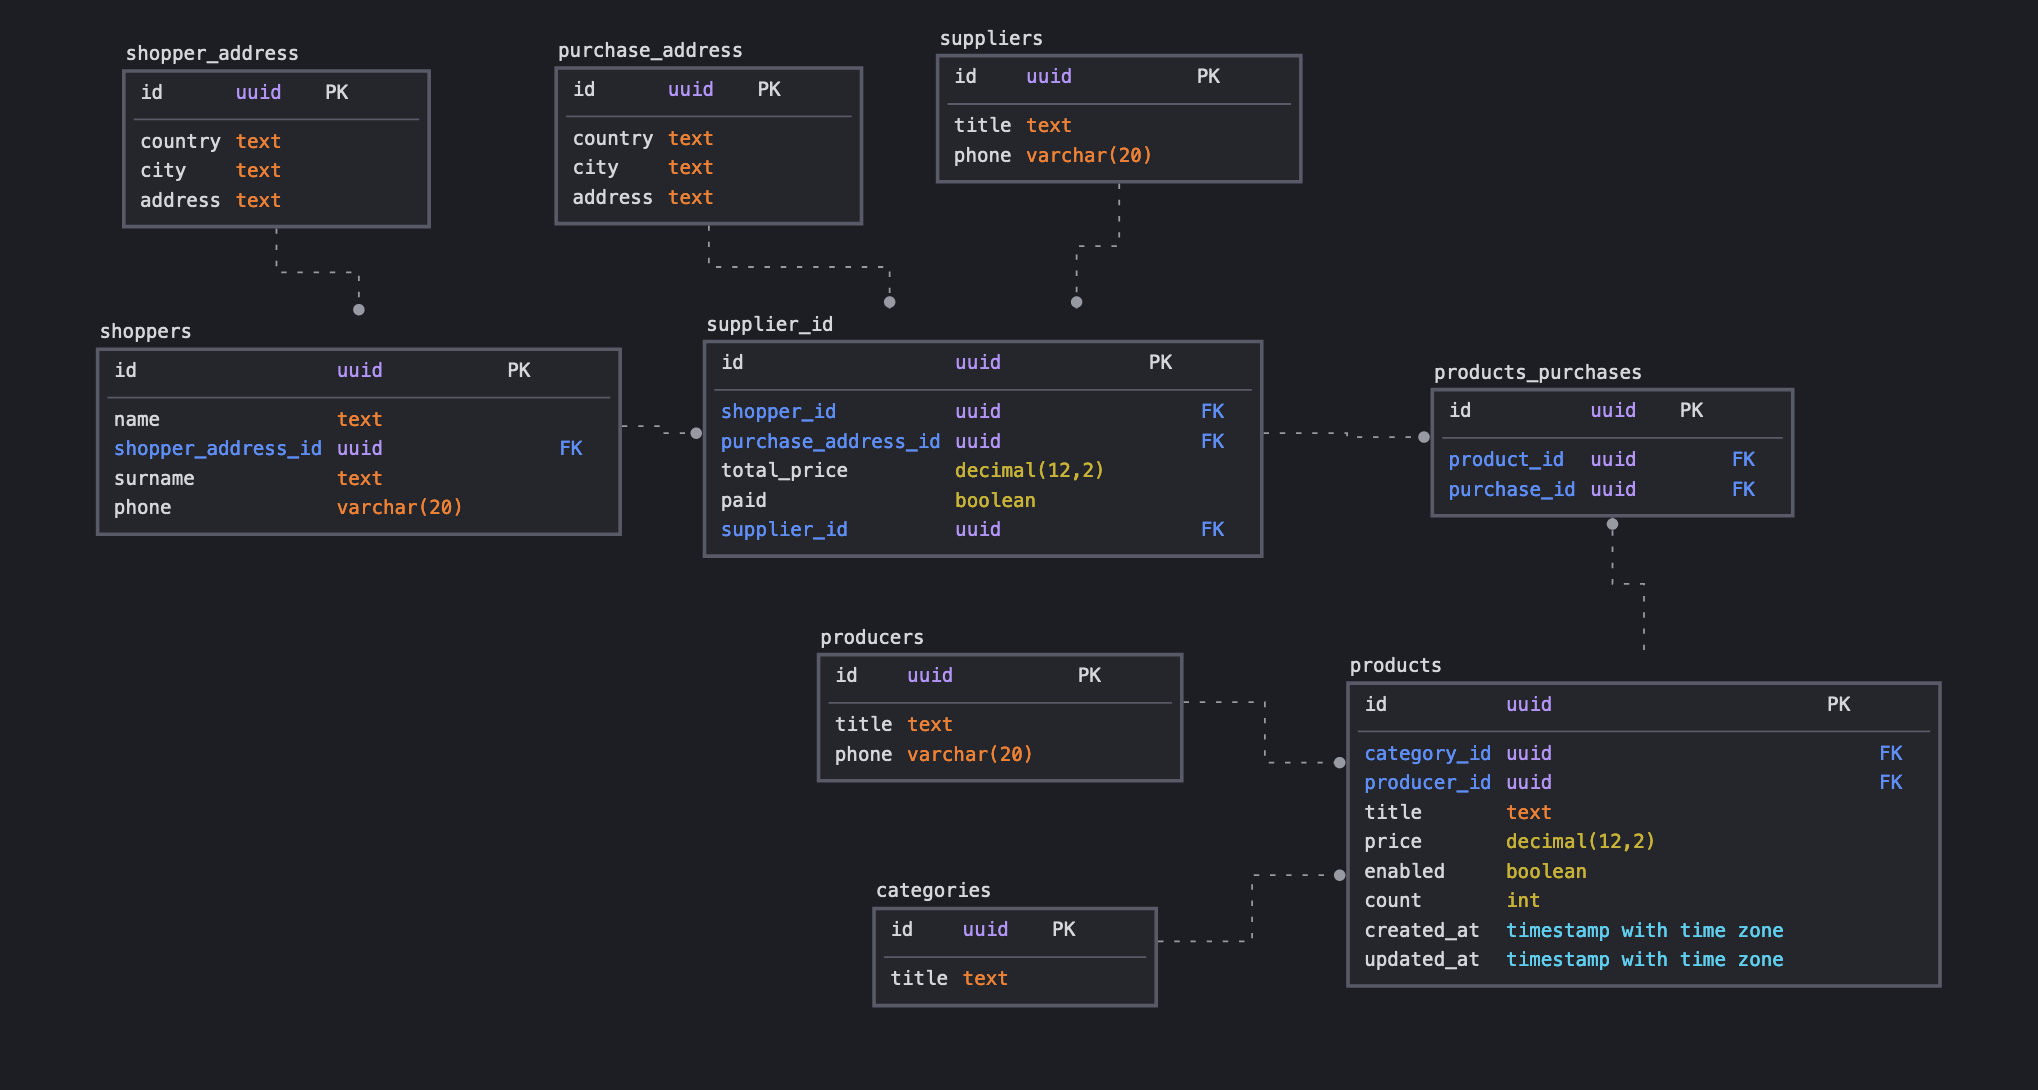 shopper_address
id uuid PK
country text
city text
address text
purchase_address
id uuid PK
country text
city text
address text
suppliers
id uuid PK
title text
phone varchar(20)
shoppers
id uuid PK
name text
shopper_address_id uuid FK
surname text
phone varchar(20)
supplier_id
id uuid PK
shopper_id uuid FK
purchase_address_id uuid FK
total_price decimal(12,2)
paid boolean
supplier_id uuid FK
products_purchases
id uuid PK
product_id uuid FK
purchase_id uuid FK
producers
id uuid PK
title text
phone varchar(20)
products
id uuid PK
category_id uuid FK
producer_id uuid FK
title text
price decimal(12,2)
enabled boolean
count int
created_at timestamp with time zone
updated_at timestamp with time zone
categories
id uuid PK
title text